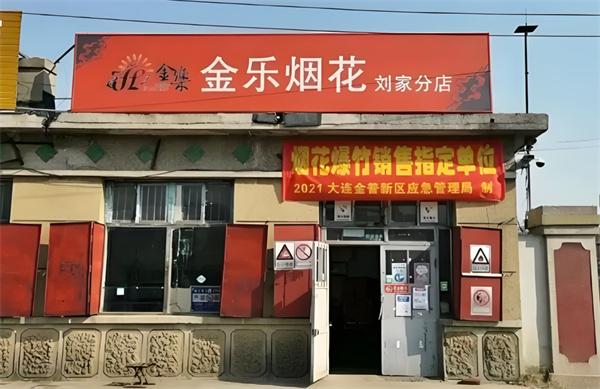 金樂
金乐烟花 刘家分店
烟花爆竹销售指定单位
2021 大连金普新区应急管理局 制